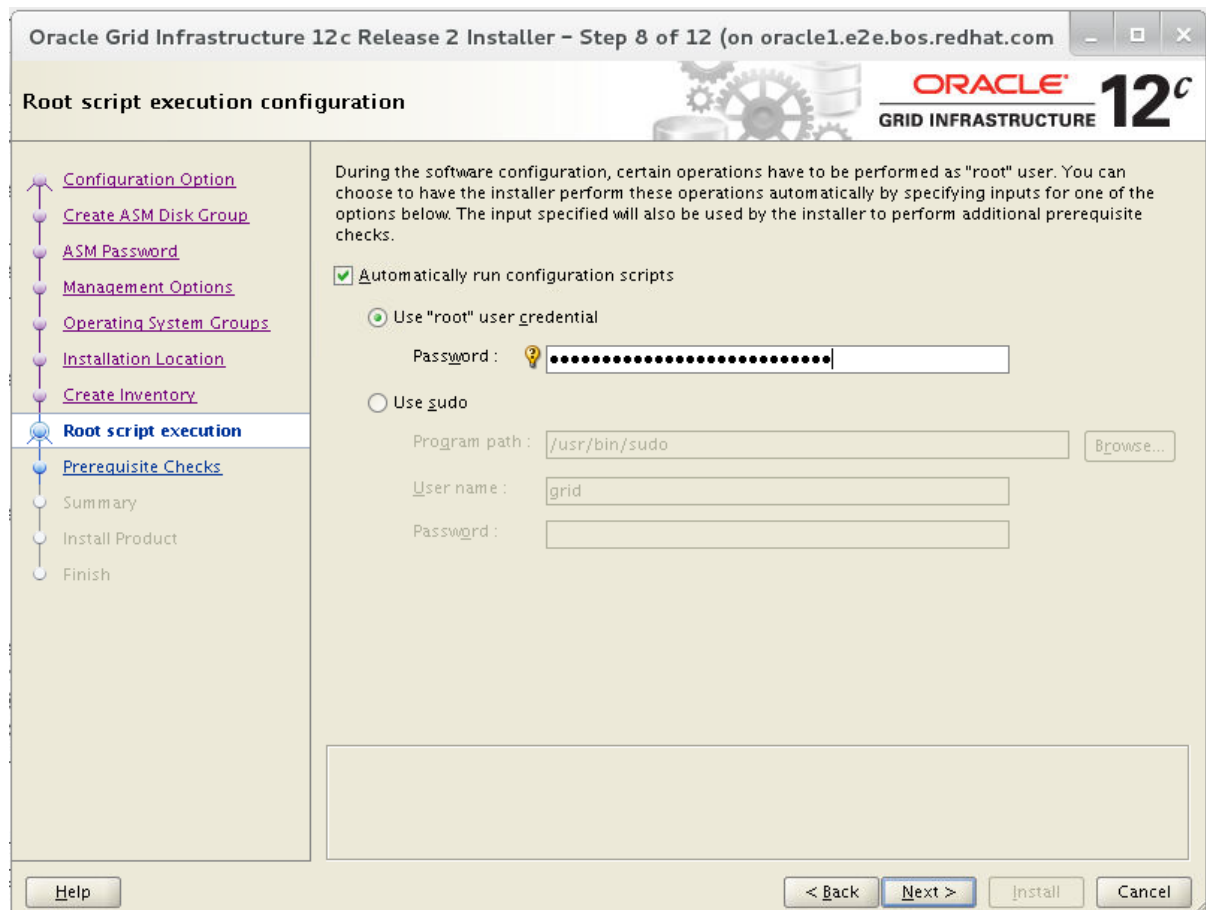 Oracle Grid Infrastructure 12c Release 2 Installer – Step 8 of 12 (on oracle1.e2e.bos.redhat.com
Root script execution configuration
ORACLE
GRID INFRASTRUCTURE
12c
Configuration Option
Create ASM Disk Group
ASM Password
Management Options
Operating System Groups
Installation Location
Create Inventory
Root script execution
Prerequisite Checks
Summary
Install Product
Finish
During the software configuration, certain operations have to be performed as "root" user. You can
choose to have the installer perform these operations automatically by specifying inputs for one of the
options below. The input specified will also be used by the installer to perform additional prerequisite
checks.
Automatically run configuration scripts
Use "root" user credential
Password :
Use sudo
Program path : /usr/bin/sudo Browse...
User name : grid
Password :
Help < Back Next > Install Cancel